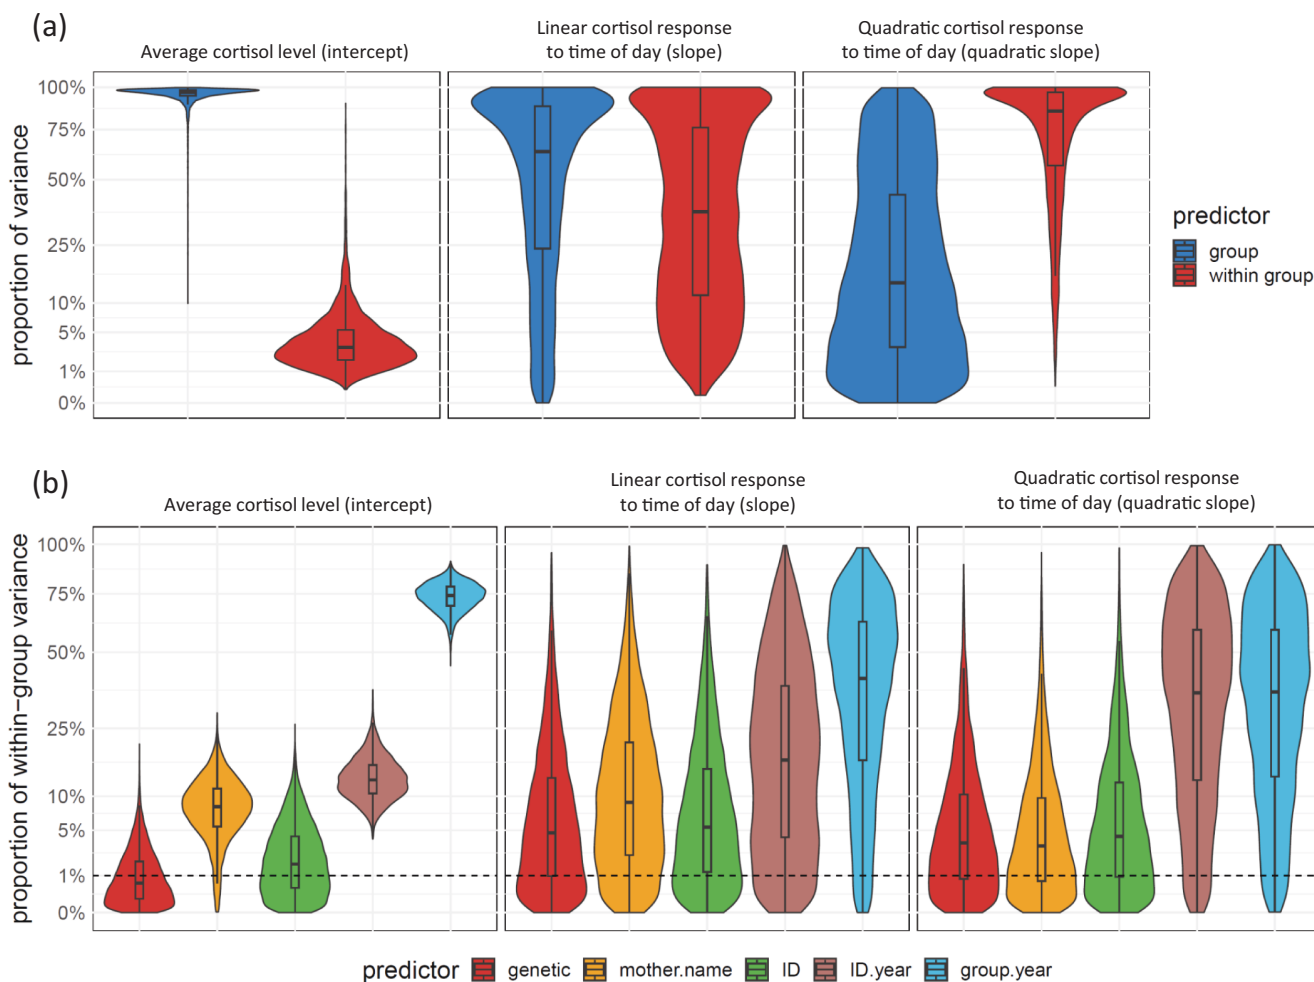 (a)
Average cortisol level (intercept)
Linear cortisol response
to time of day (slope)
Quadratic cortisol response
to time of day (quadratic slope)
proportion of variance
100%
75%
50%
25%
10%
5%
1%
0%
predictor
group
within group
(b)
Average cortisol level (intercept)
Linear cortisol response
to time of day (slope)
Quadratic cortisol response
to time of day (quadratic slope)
proportion of within−group variance
100%
75%
50%
25%
10%
5%
1%
0%
predictor genetic mother.name ID ID.year group.year